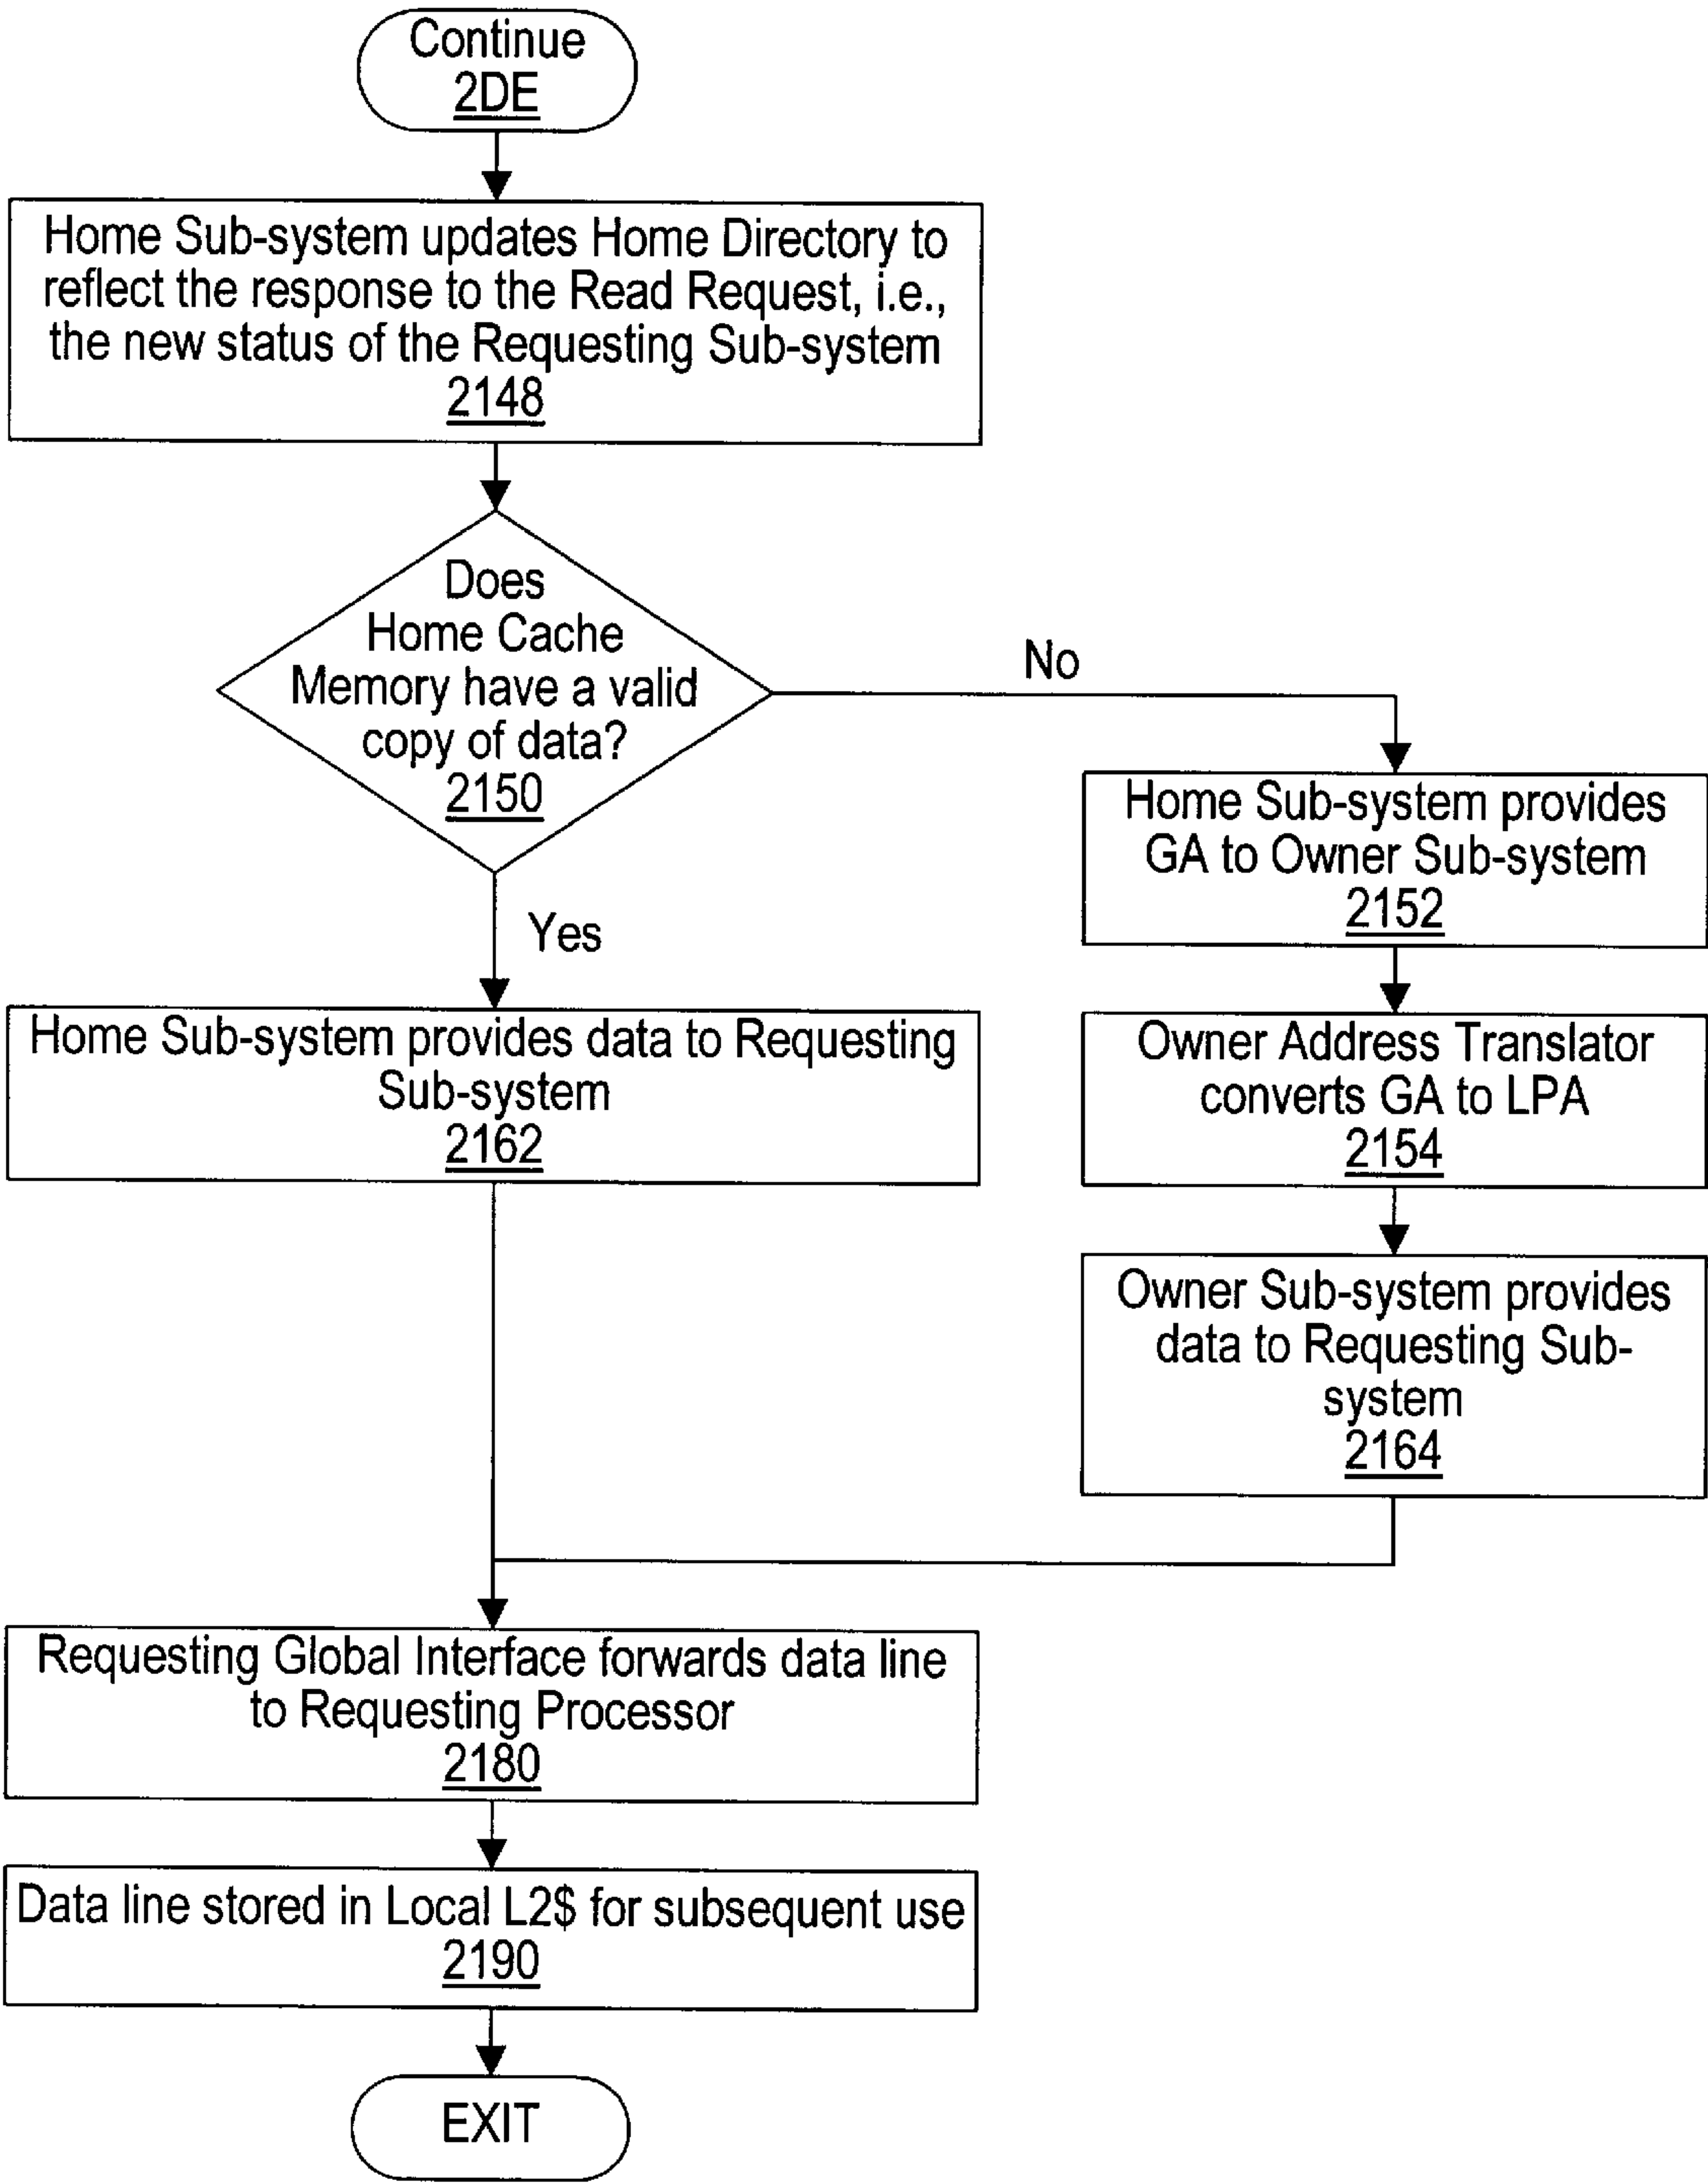 Continue
2DE
Home Sub-system updates Home Directory to
reflect the response to the Read Request, i.e.,
the new status of the Requesting Sub-system
2148
Does
Home Cache
Memory have a valid
copy of data?
2150
No
Yes
Home Sub-system provides
GA to Owner Sub-system
2152
Home Sub-system provides data to Requesting
Sub-system
2162
Owner Address Translator
converts GA to LPA
2154
Owner Sub-system provides
data to Requesting Sub-
system
2164
Requesting Global Interface forwards data line
to Requesting Processor
2180
Data line stored in Local L2$ for subsequent use
2190
EXIT